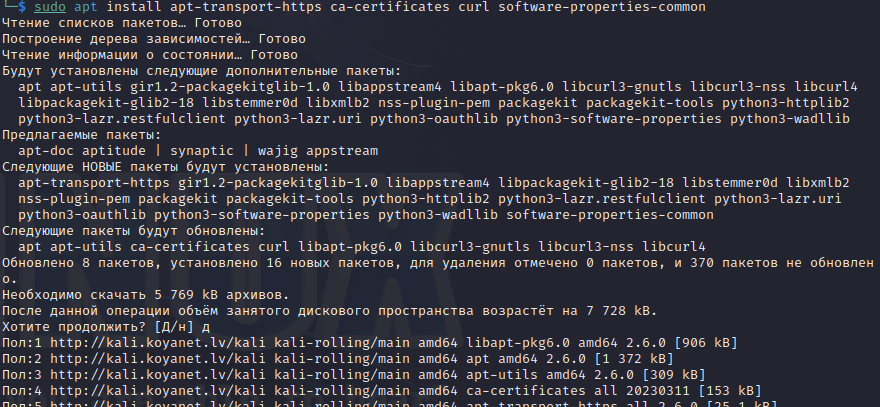 └─$ sudo apt install apt-transport-https ca-certificates curl software-properties-common
Чтение списков пакетов… Готово
Построение дерева зависимостей… Готово
Чтение информации о состоянии… Готово
Будут установлены следующие дополнительные пакеты:
apt apt-utils gir1.2-packagekitglib-1.0 libappstream4 libapt-pkg6.0 libcurl3-gnutls libcurl3-nss libcurl4
libpackagekit-glib2-18 libstemmer0d libxmlb2 nss-plugin-pem packagekit packagekit-tools python3-httplib2
python3-lazr.restfulclient python3-lazr.uri python3-oauthlib python3-software-properties python3-wadllib
Предлагаемые пакеты:
apt-doc aptitude | synaptic | wajig appstream
Следующие НОВЫЕ пакеты будут установлены:
apt-transport-https gir1.2-packagekitglib-1.0 libappstream4 libpackagekit-glib2-18 libstemmer0d libxmlb2
nss-plugin-pem packagekit packagekit-tools python3-httplib2 python3-lazr.restfulclient python3-lazr.uri
python3-oauthlib python3-software-properties python3-wadllib software-properties-common
Следующие пакеты будут обновлены:
apt apt-utils ca-certificates curl libapt-pkg6.0 libcurl3-gnutls libcurl3-nss libcurl4
Обновлено 8 пакетов, установлено 16 новых пакетов, для удаления отмечено 0 пакетов, и 370 пакетов не обновлен
о.
Необходимо скачать 5 769 kB архивов.
После данной операции объём занятого дискового пространства возрастёт на 7 728 kB.
Хотите продолжить? [Д/н] д
Пол:1 http://kali.koyanet.lv/kali kali-rolling/main amd64 libapt-pkg6.0 amd64 2.6.0 [906 kB]
Пол:2 http://kali.koyanet.lv/kali kali-rolling/main amd64 apt amd64 2.6.0 [1 372 kB]
Пол:3 http://kali.koyanet.lv/kali kali-rolling/main amd64 apt-utils amd64 2.6.0 [309 kB]
Пол:4 http://kali.koyanet.lv/kali kali-rolling/main amd64 ca-certificates all 20230311 [153 kB]
Пол:5 http://kali.koyanet.lv/kali kali-rolling/main amd64 apt-transport-https all 2.6.0 [25,1 kB]